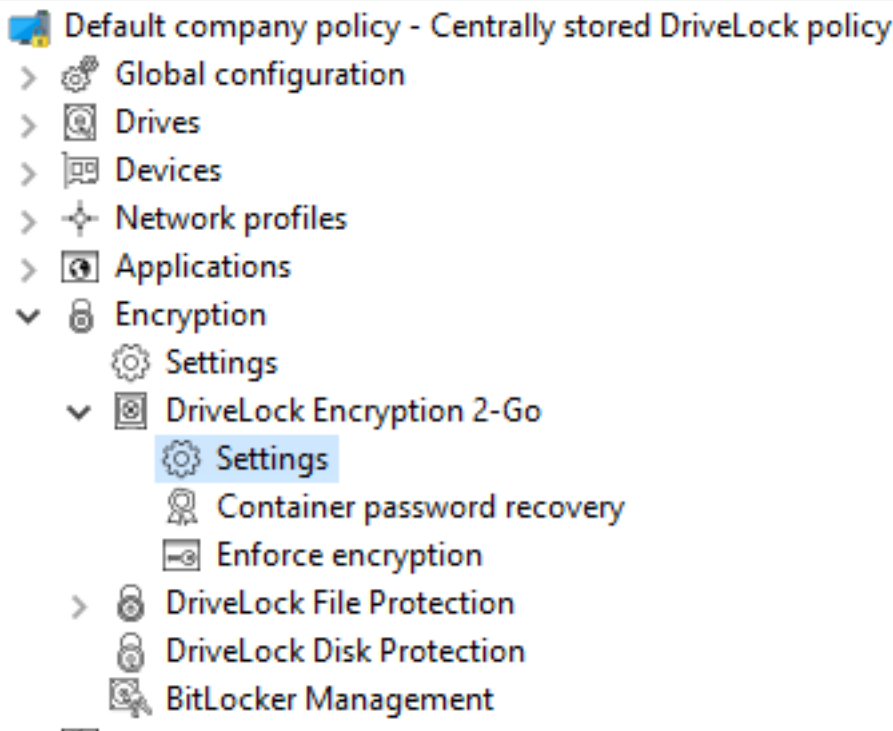 Default company policy - Centrally stored DriveLock policy
Global configuration
Drives
Devices
Network profiles
Applications
Encryption
Settings
DriveLock Encryption 2-Go
Settings
Container password recovery
Enforce encryption
DriveLock File Protection
DriveLock Disk Protection
BitLocker Management